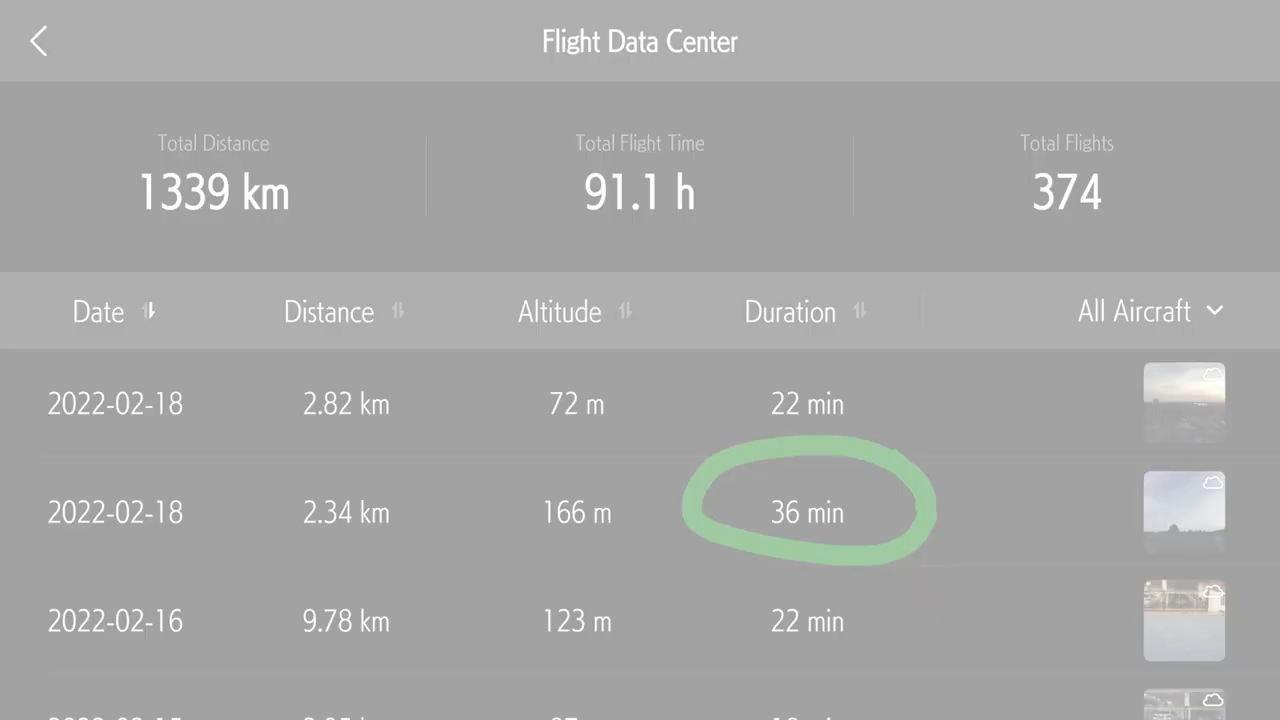 Flight Data Center
Total Distance Total Flight Time Total Flights
1339 km 91.1 h 374
Date Distance Altitude Duration All Aircraft
2022-02-18 2.82 km 72 m 22 min
2022-02-18 2.34 km 166 m 36 min
2022-02-16 9.78 km 123 m 22 min